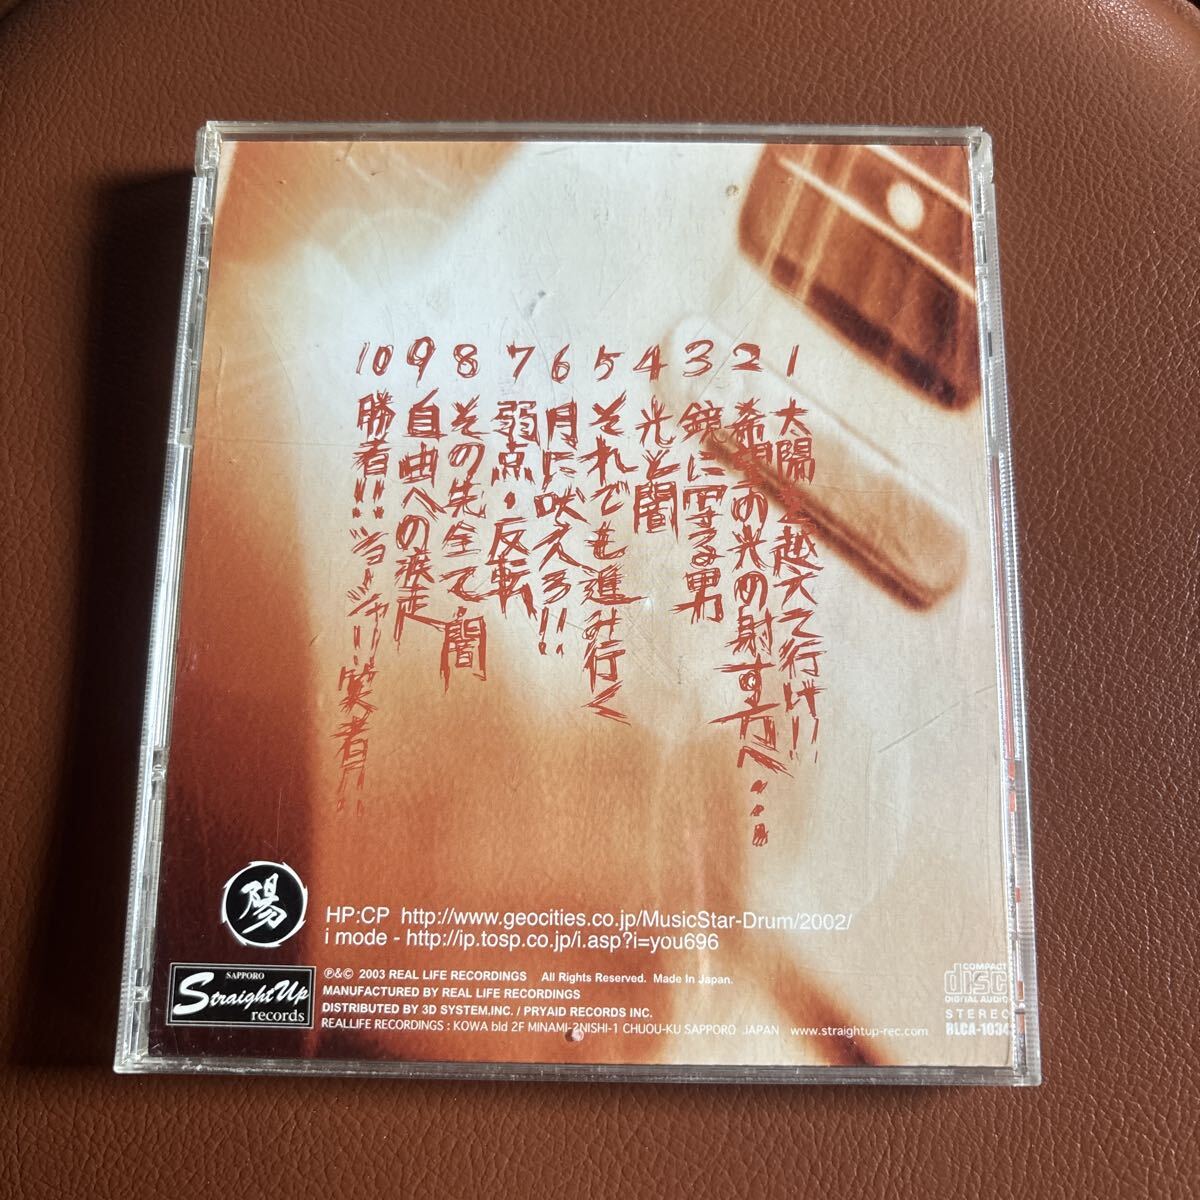 1 太陽を越えて行け!!
2 希望の光の射す方へ・・・
3 鏡に写る男
4 光と闇
5 それでも進み行く
6 月に吠えろ!!
7 弱点・反転
8 その先全て・闇
9 自由への疾走
10 勝者!!ジョーシャー!!笑者!!
陽
HP:CP http://www.geocities.co.jp/MusicStar-Drum/2002/
i mode - http://ip.tosp.co.jp/i.asp?i=you696
SAPPORO
Straight Up
records
℗&© 2003 REAL LIFE RECORDINGS All Rights Reserved. Made In Japan.
MANUFACTURED BY REAL LIFE RECORDINGS
DISTRIBUTED BY 3D SYSTEM.INC. / PRYAID RECORDS INC.
REALLIFE RECORDINGS : KOWA bld 2F MINAMI-2NISHI-1 CHUOU-KU SAPPORO JAPAN www.straightup-rec.com
COMPACT
disc
DIGITAL AUDIO
STEREO